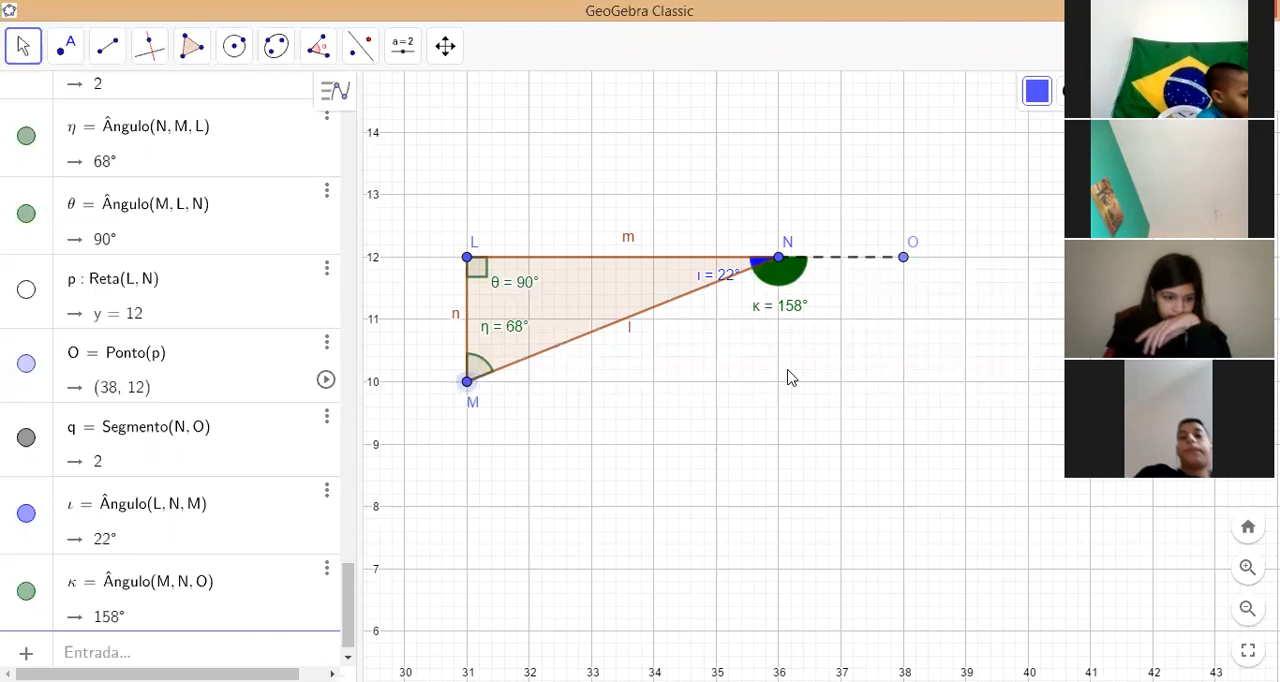 GeoGebra Classic
A
a=2
→ 2
η = Ângulo(N, M, L)
→ 68°
θ = Ângulo(M, L, N)
→ 90°
p : Reta(L, N)
→ y = 12
O = Ponto(p)
→ (38, 12)
q = Segmento(N, O)
→ 2
ι = Ângulo(L, N, M)
→ 22°
κ = Ângulo(M, N, O)
→ 158°
Entrada...
14
13
12
11
10
9
8
7
6
L
m
N
O
θ = 90°
ι = 22°
κ = 158°
n
η = 68°
l
M
30 31 32 33 34 35 36 37 38 39 40 41 42 43